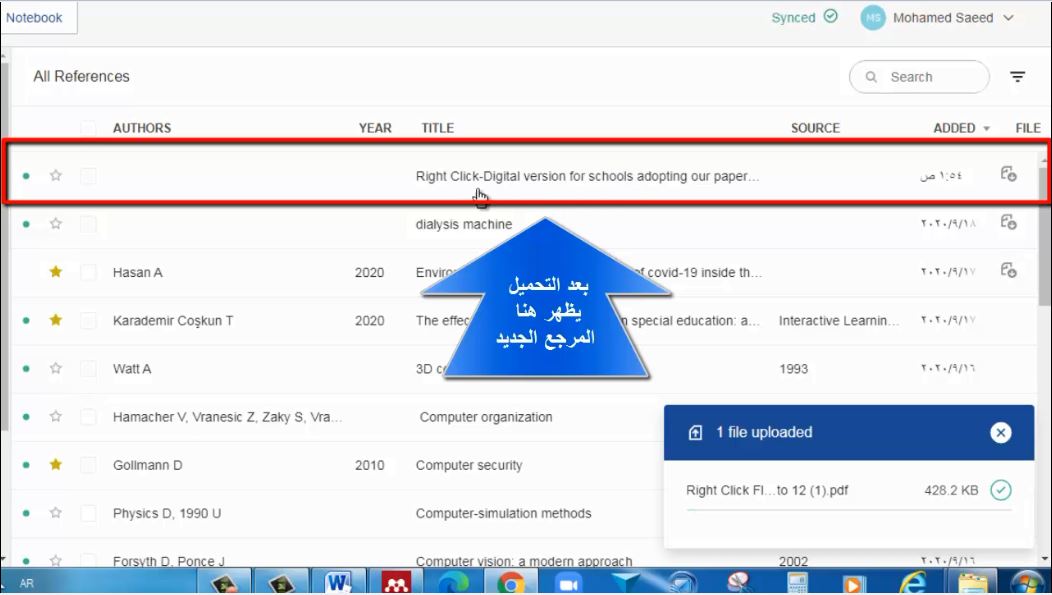 Notebook
Synced
MS Mohamed Saeed
All References
Search
AUTHORS YEAR TITLE SOURCE ADDED FILE
Right Click-Digital version for schools adopting our paper... ١:٥٤ ص
dialysis machine ٢٠٢٠/٩/١٨
Hasan A 2020 of covid-19 inside th... ٢٠٢٠/٩/١٧
Karademir Coşkun T 2020 The special education: a... Interactive Learnin... ٢٠٢٠/٩/١٧
Watt A 3D 1993 ٢٠٢٠/٩/١٦
Hamacher V, Vranesic Z, Zaky S, Vra... Computer organization
Gollmann D 2010 Computer security
Physics D, 1990 U Computer-simulation methods
Forsyth D, Ponce J Computer vision: a modern approach 2002 ٢٠٢٠/٩/١٦
بعد التحميل
يظهر هنا
المرجع الجديد
1 file uploaded
Right Click Fl...to 12 (1).pdf 428.2 KB
AR